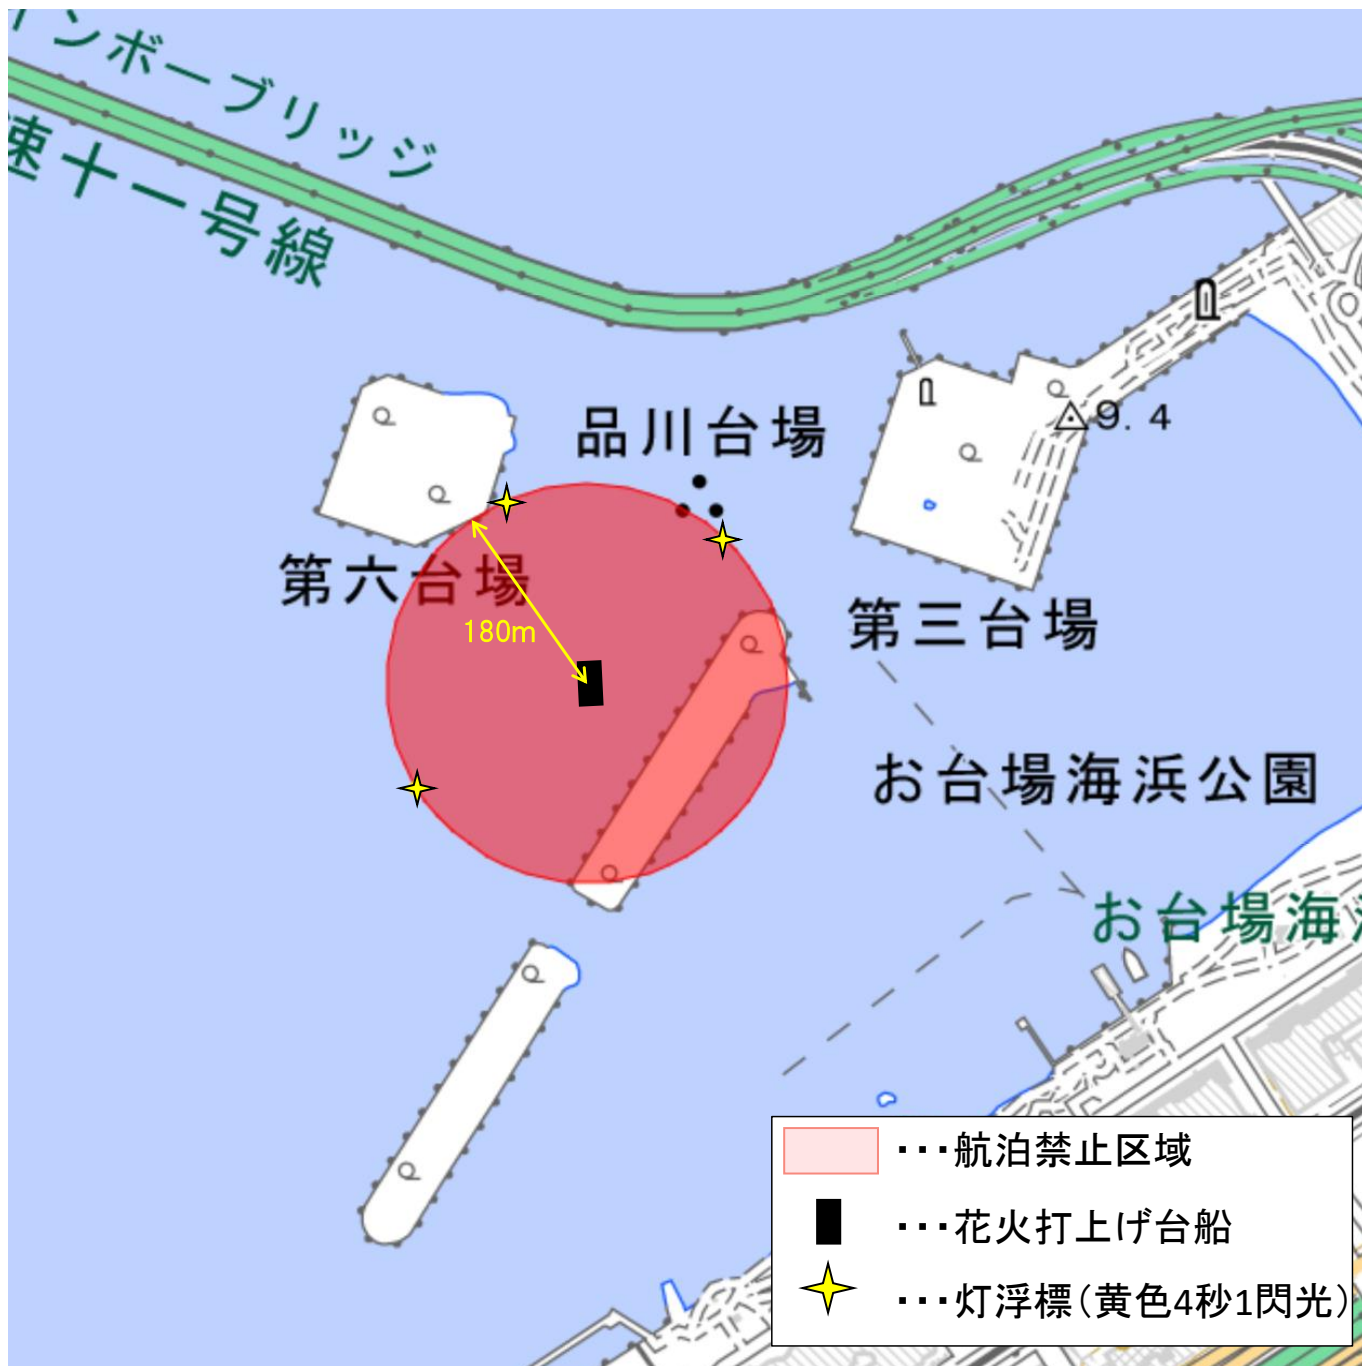 インボーブリッジ
速十一号線
品川台場
9.4
第六台場
180m
第三台場
お台場海浜公園
お台場海浜
・・・航泊禁止区域
・・・花火打上げ台船
・・・灯浮標(黄色4秒1閃光)